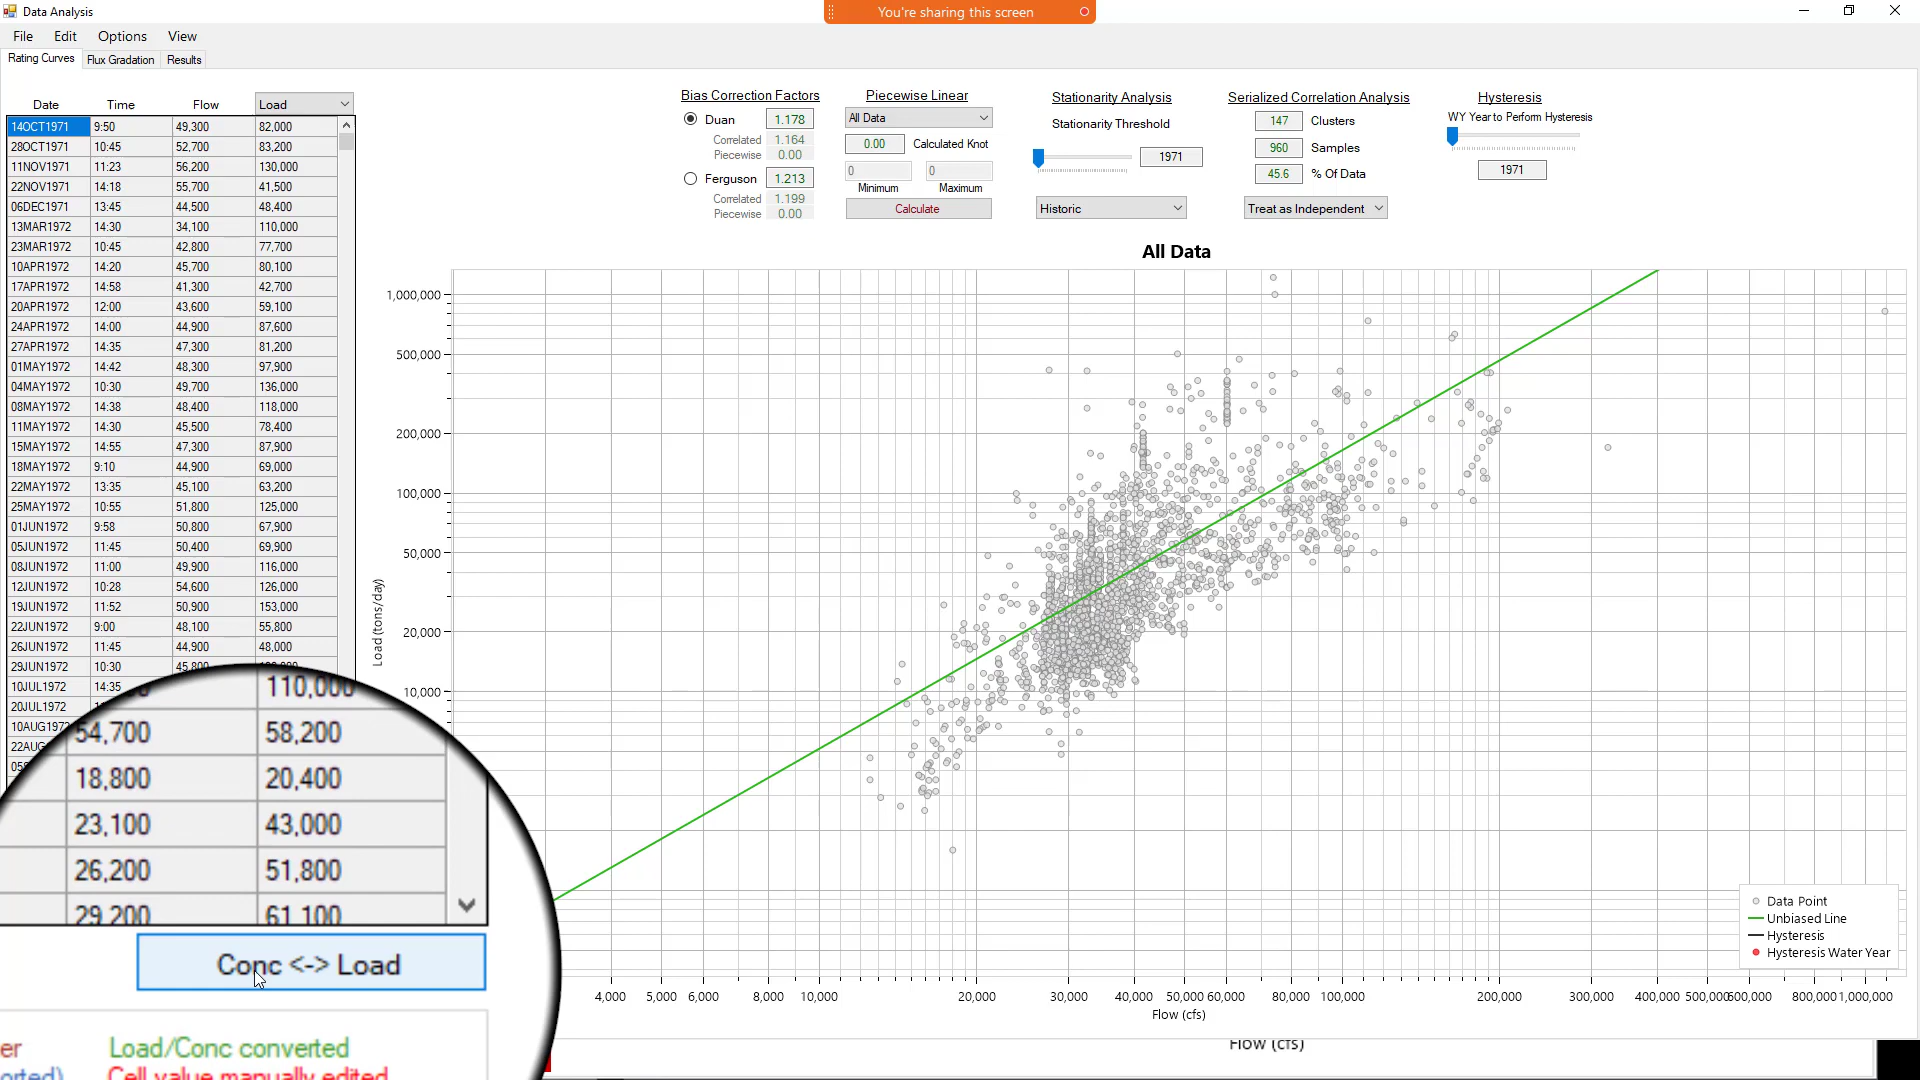 Data Analysis
You're sharing this screen
File Edit Options View
Rating Curves Flux Gradation Results
Date Time Flow Load
14OCT1971 9:50 49,300 82,000
28OCT1971 10:45 52,700 83,200
11NOV1971 11:23 56,200 130,000
22NOV1971 14:18 55,700 41,500
06DEC1971 13:45 44,500 48,400
13MAR1972 14:30 34,100 110,000
23MAR1972 10:45 42,800 77,700
10APR1972 14:20 45,700 80,100
17APR1972 14:58 41,300 42,700
20APR1972 12:00 43,600 59,100
24APR1972 14:00 44,900 87,600
27APR1972 14:35 47,300 81,200
01MAY1972 14:42 48,300 97,900
04MAY1972 10:30 49,700 136,000
08MAY1972 14:38 48,400 118,000
11MAY1972 14:30 45,500 78,400
15MAY1972 14:55 47,300 87,900
18MAY1972 9:10 44,900 69,000
22MAY1972 13:35 45,100 63,200
25MAY1972 10:55 51,800 125,000
01JUN1972 9:58 50,800 67,900
05JUN1972 11:45 50,400 69,900
08JUN1972 11:00 49,900 116,000
12JUN1972 10:28 54,600 126,000
19JUN1972 11:52 50,900 153,000
22JUN1972 9:00 48,100 55,800
26JUN1972 11:45 44,900 48,000
29JUN1972 10:30 45,800
10JUL1972 14:35
20JUL1972
10AUG1972
22AUG
110,000
54,700 58,200
18,800 20,400
23,100 43,000
26,200 51,800
29,200 61,100
Conc <-> Load
er Load/Conc converted
orted) Cell value manually edited
Bias Correction Factors
Duan 1.178
Correlated 1.164
Piecewise 0.00
Ferguson 1.213
Correlated 1.199
Piecewise 0.00
Piecewise Linear
All Data
0.00 Calculated Knot
0 0
Minimum Maximum
Calculate
Stationarity Analysis
Stationarity Threshold
1971
Historic
Serialized Correlation Analysis
147 Clusters
960 Samples
45.6 % Of Data
Treat as Independent
Hysteresis
WY Year to Perform Hysteresis
1971
All Data
1,000,000
500,000
200,000
100,000
50,000
20,000
10,000
Load (tons/day)
4,000 5,000 6,000 8,000 10,000 20,000 30,000 40,000 50,000 60,000 80,000 100,000 200,000 300,000 400,000 500,000 600,000 800,000 1,000,000
Flow (cfs)
Flow (cfs)
Data Point
Unbiased Line
Hysteresis
Hysteresis Water Year